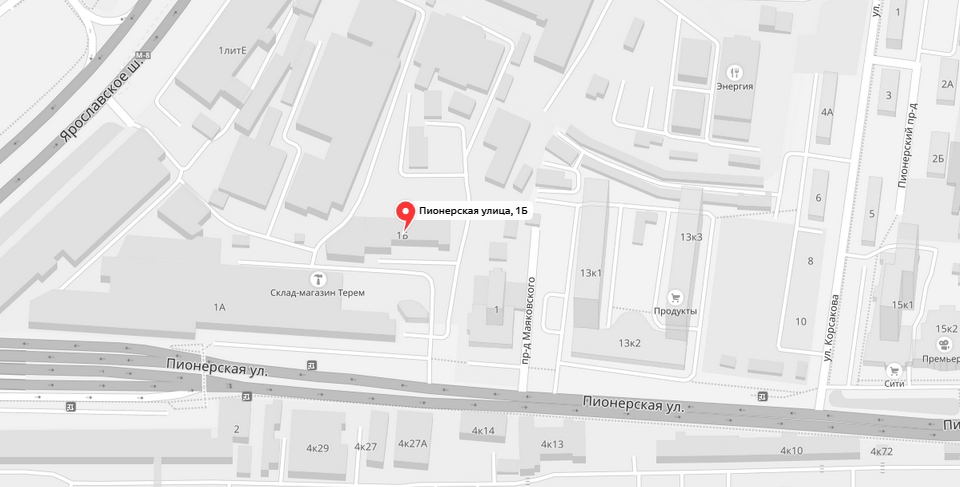 ул.
1
1литЕ
М-8
Ярославское ш.
Энергия
3
2А
4А
Пионерский пр-д
2Б
6
5
Пионерская улица, 1Б
1Б
13к3
8
13к1
Склад-магазин Терем
1А
1
пр-д Маяковского
Продукты
10
15к1
13к2
ул. Корсакова
15к2
Премьер
Сити
Пионерская ул.
Пионерская ул.
Пи
2
4к29
4к27
4к27А
4к14
4к13
4к10
4к72